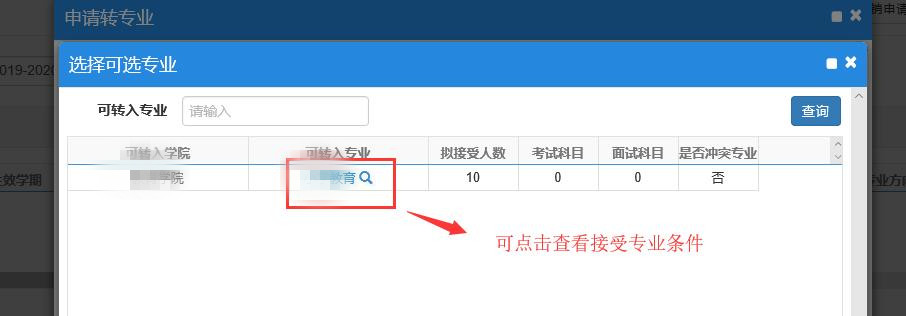 申请转专业
销申请
019-2020
选择可选专业
可转入专业 请输入 查询
可转入学院 可转入专业 拟接受人数 考试科目 面试科目 是否冲突专业
学院 教育 10 0 0 否
生效学期
专业方向
可点击查看接受专业条件